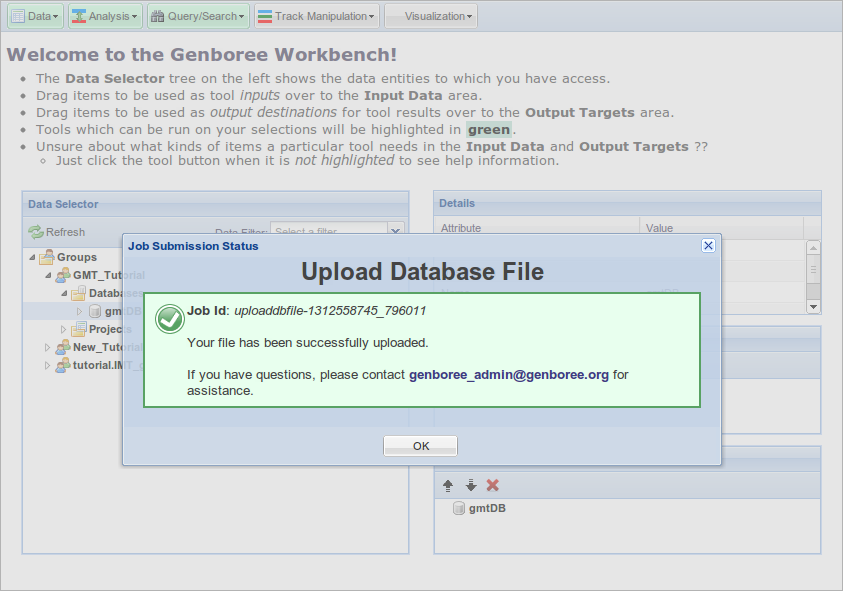 Data Analysis Query/Search Track Manipulation Visualization
Welcome to the Genboree Workbench!
The Data Selector tree on the left shows the data entities to which you have access.
Drag items to be used as tool inputs over to the Input Data area.
Drag items to be used as output destinations for tool results over to the Output Targets area.
Tools which can be run on your selections will be highlighted in green.
Unsure about what kinds of items a particular tool needs in the Input Data and Output Targets ??
Just click the tool button when it is not highlighted to see help information.
Data Selector
Refresh
Data Filter: Select a filter
Groups
GMT_Tutorial
Databases
gmtDB
Projects
New_Tutorial
tutorial.IMT_g
Details
Attribute Value
Job Submission Status
Upload Database File
Job Id: uploaddbfile-1312558745_796011
Your file has been successfully uploaded.
If you have questions, please contact genboree_admin@genboree.org for
assistance.
OK
gmtDB